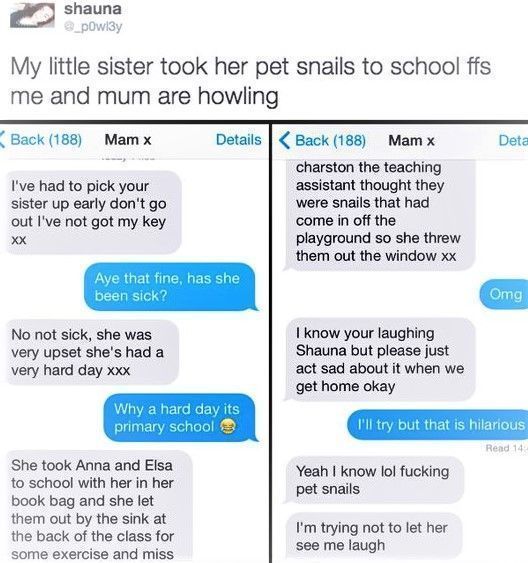 shauna
@_p0wl3y
My little sister took her pet snails to school ffs
me and mum are howling
Back (188) Mam x Details
I've had to pick your
sister up early don't go
out I've not got my key
xx
Aye that fine, has she
been sick?
No not sick, she was
very upset she's had a
very hard day xxx
Why a hard day its
primary school 😂
She took Anna and Elsa
to school with her in her
book bag and she let
them out by the sink at
the back of the class for
some exercise and miss
Back (188) Mam x Deta
charston the teaching
assistant thought they
were snails that had
come in off the
playground so she threw
them out the window xx
Omg
I know your laughing
Shauna but please just
act sad about it when we
get home okay
I'll try but that is hilarious
Read 14:
Yeah I know lol fucking
pet snails
I'm trying not to let her
see me laugh